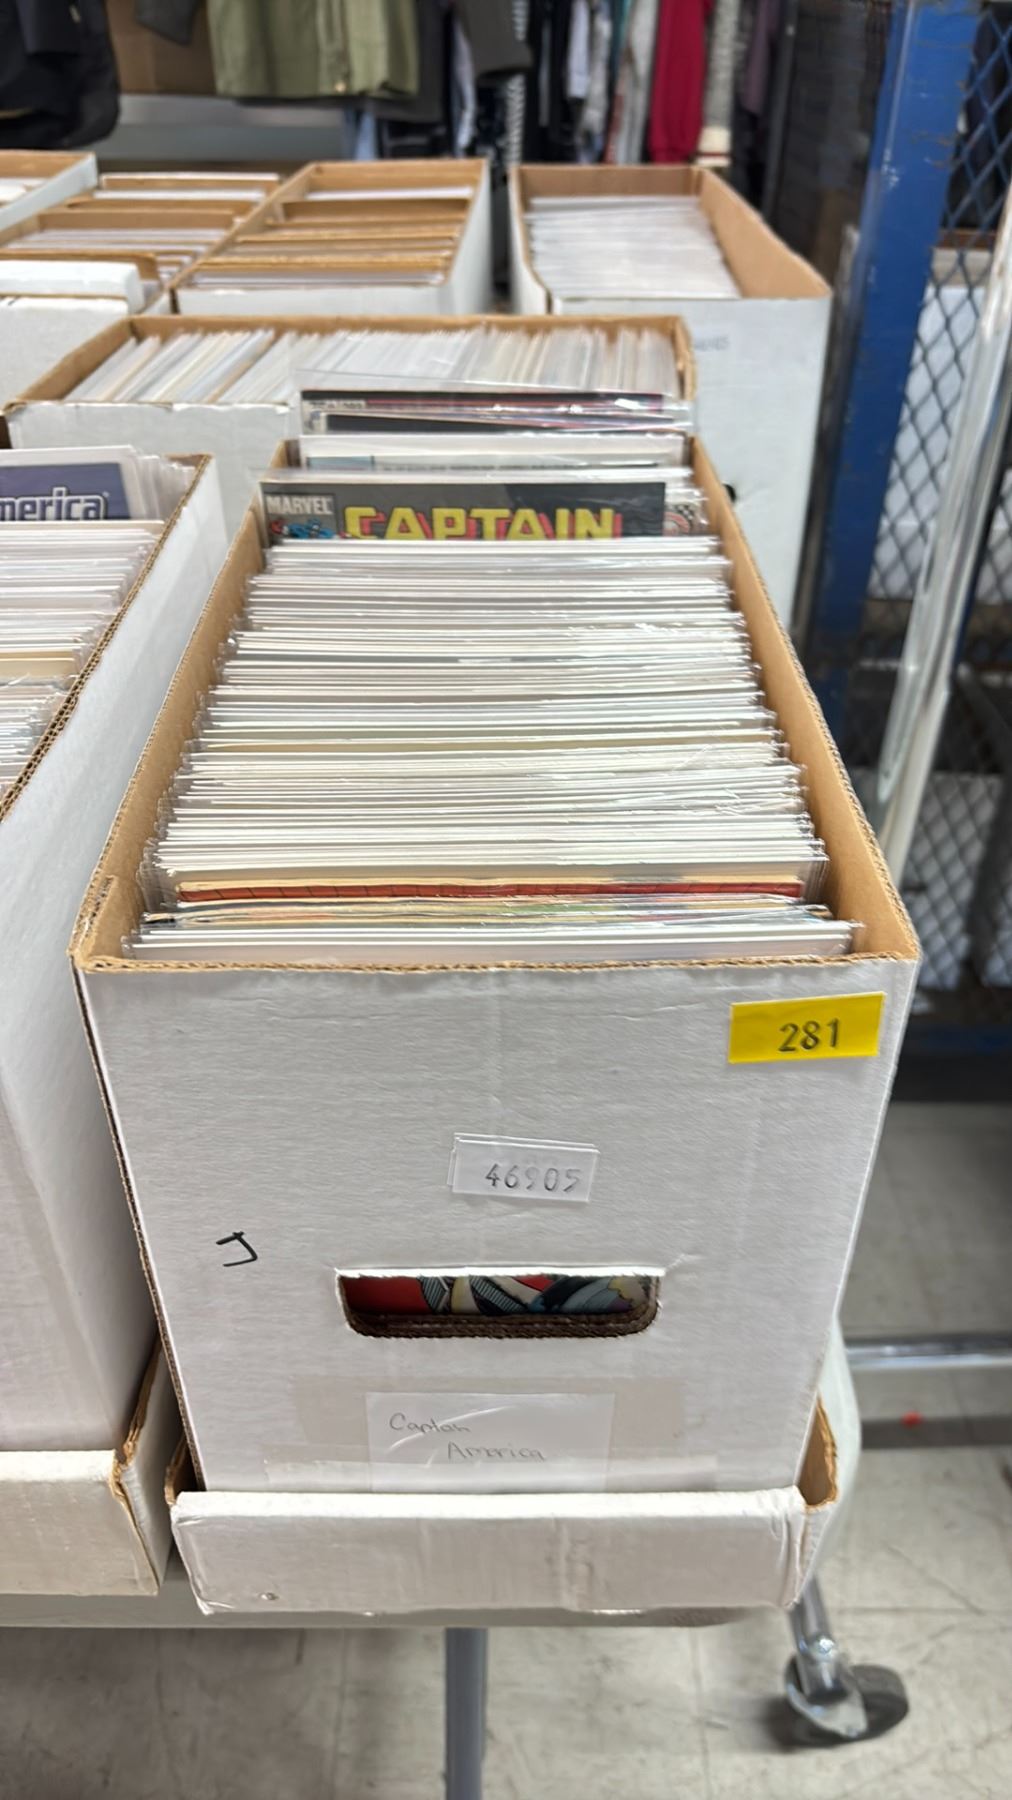 merica
MARVEL
CAPTAIN
281
46905
J
Captain
America